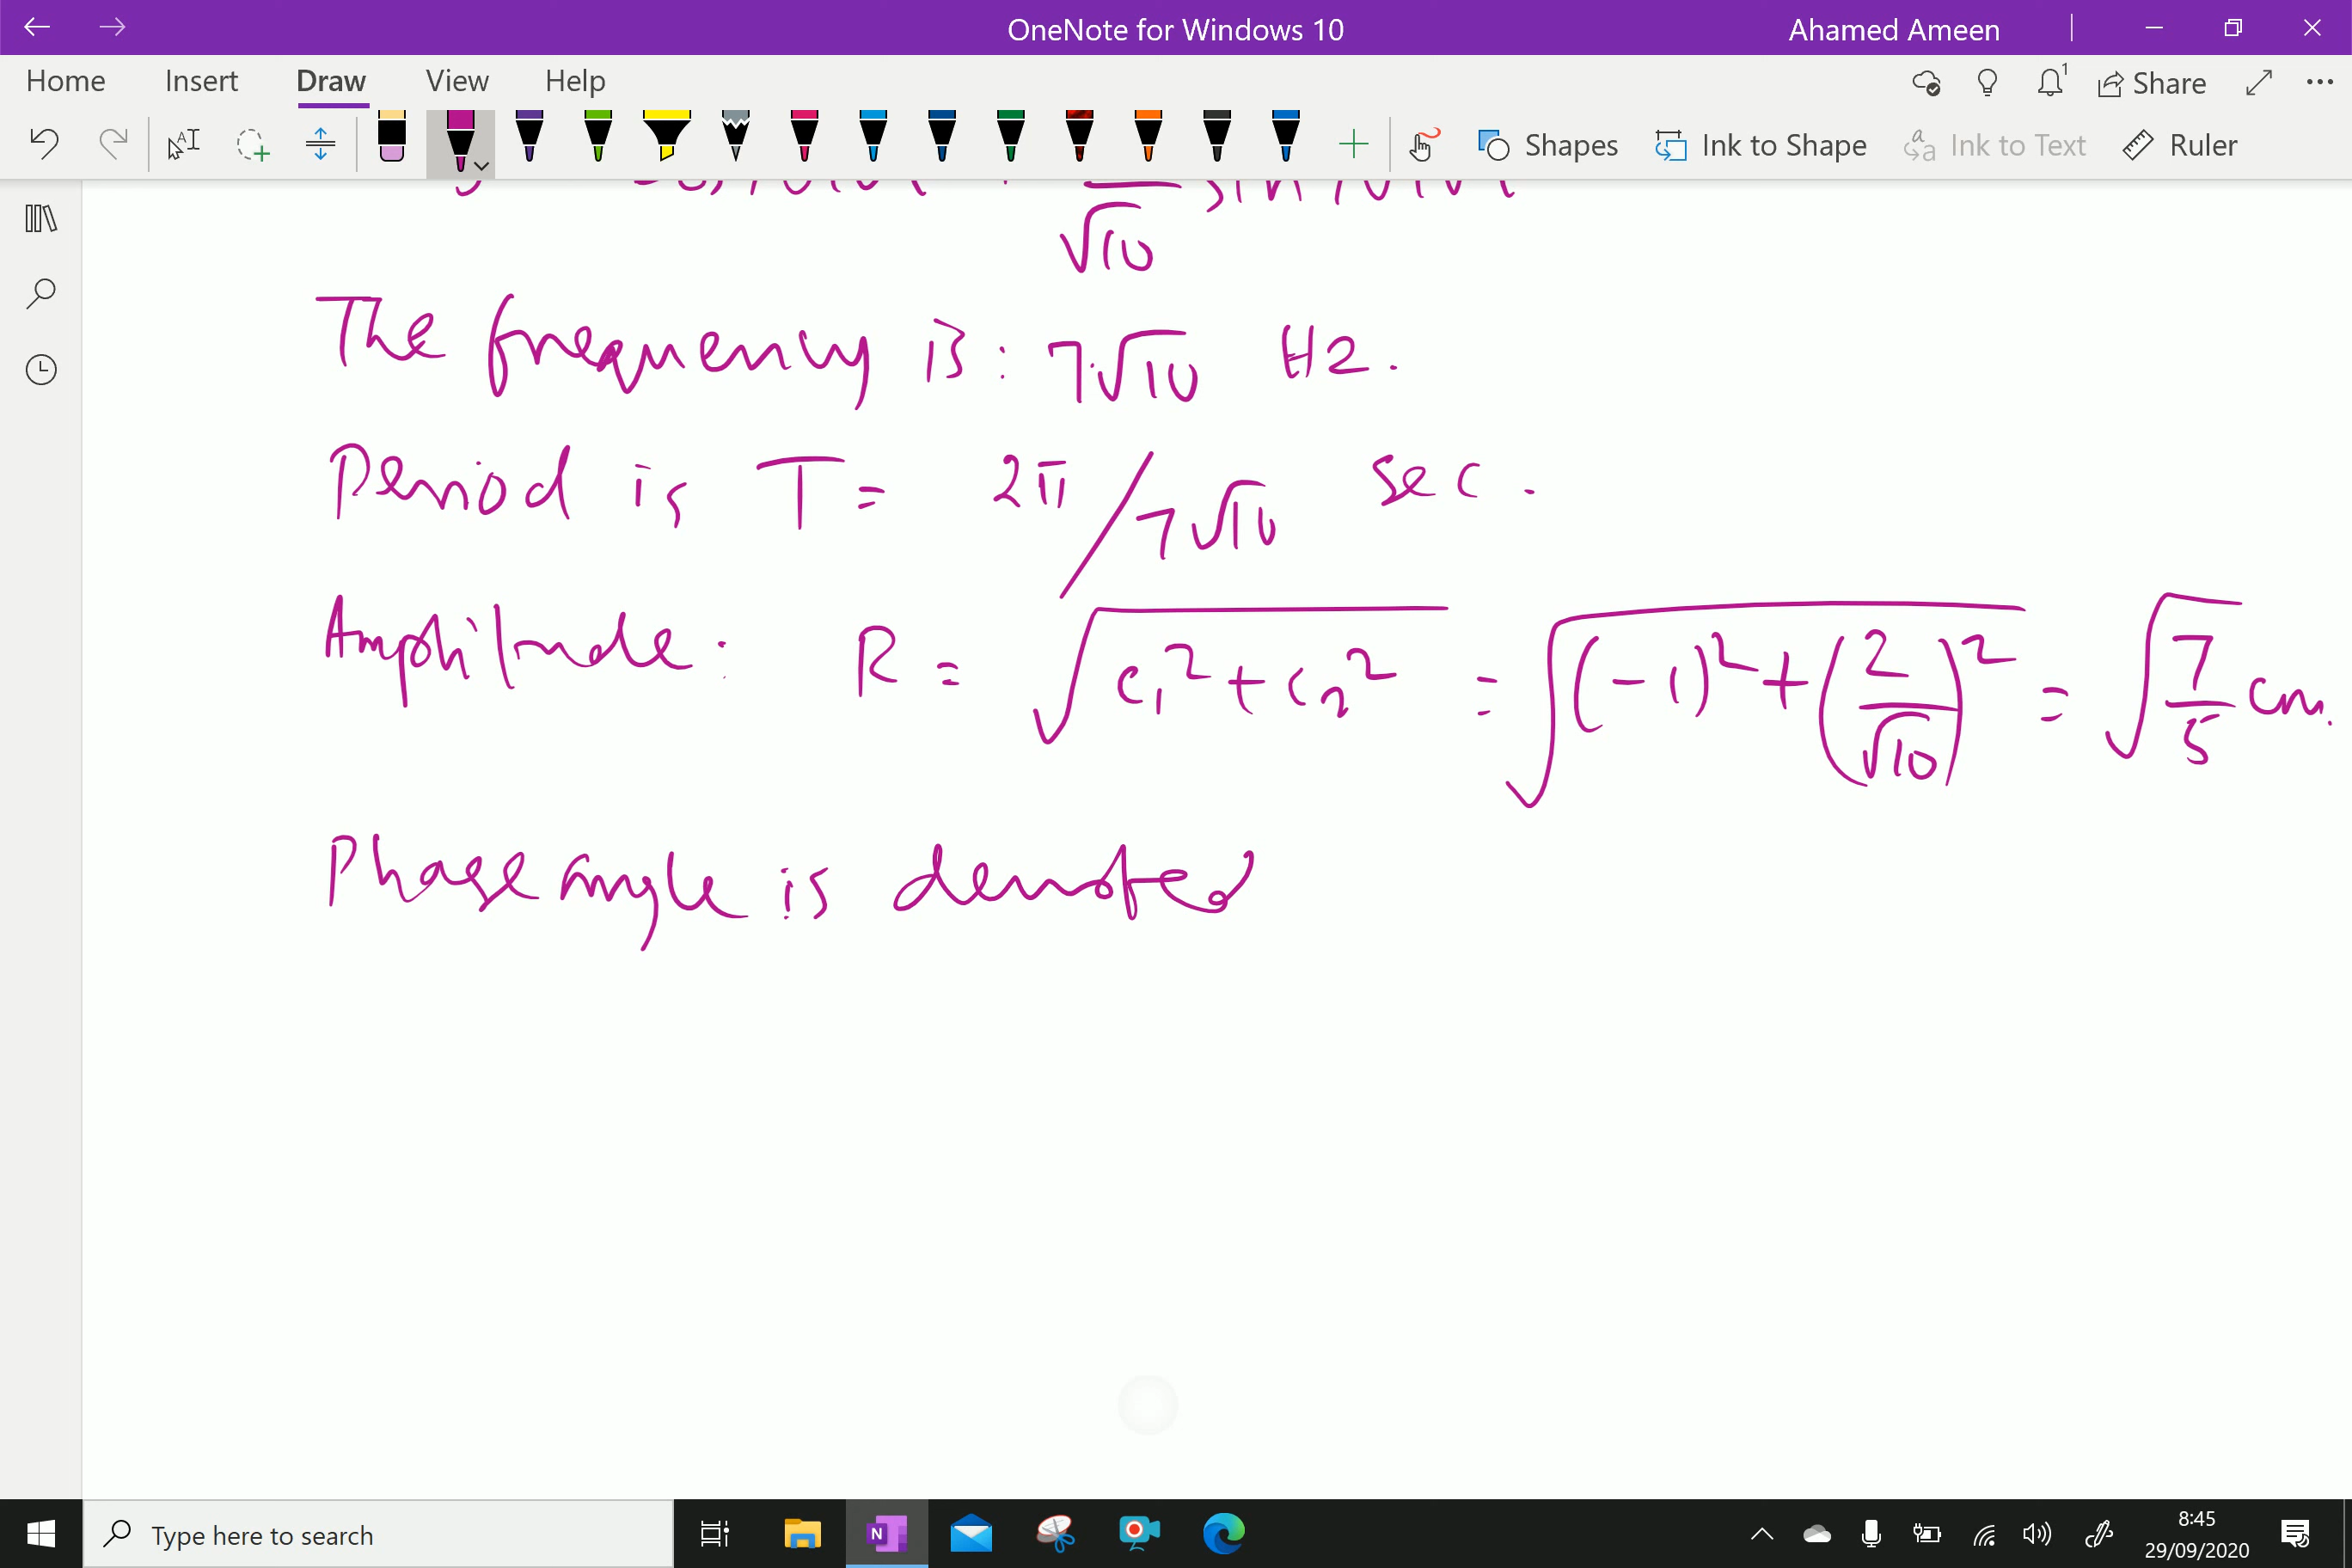 OneNote for Windows 10
Ahamed Ameen
Home Insert Draw View Help
1
Share
Shapes Ink to Shape Ink to Text Ruler
√10
The frequency is: 7√10 Hz.
Period is T = 2π/7√10 sec.
Amplitude: R = √(c₁² + c₂²) = √((-1)² + (2/√10)²) = √(7/5) cm.
Phase angle is denoted
Type here to search
8:45
29/09/2020